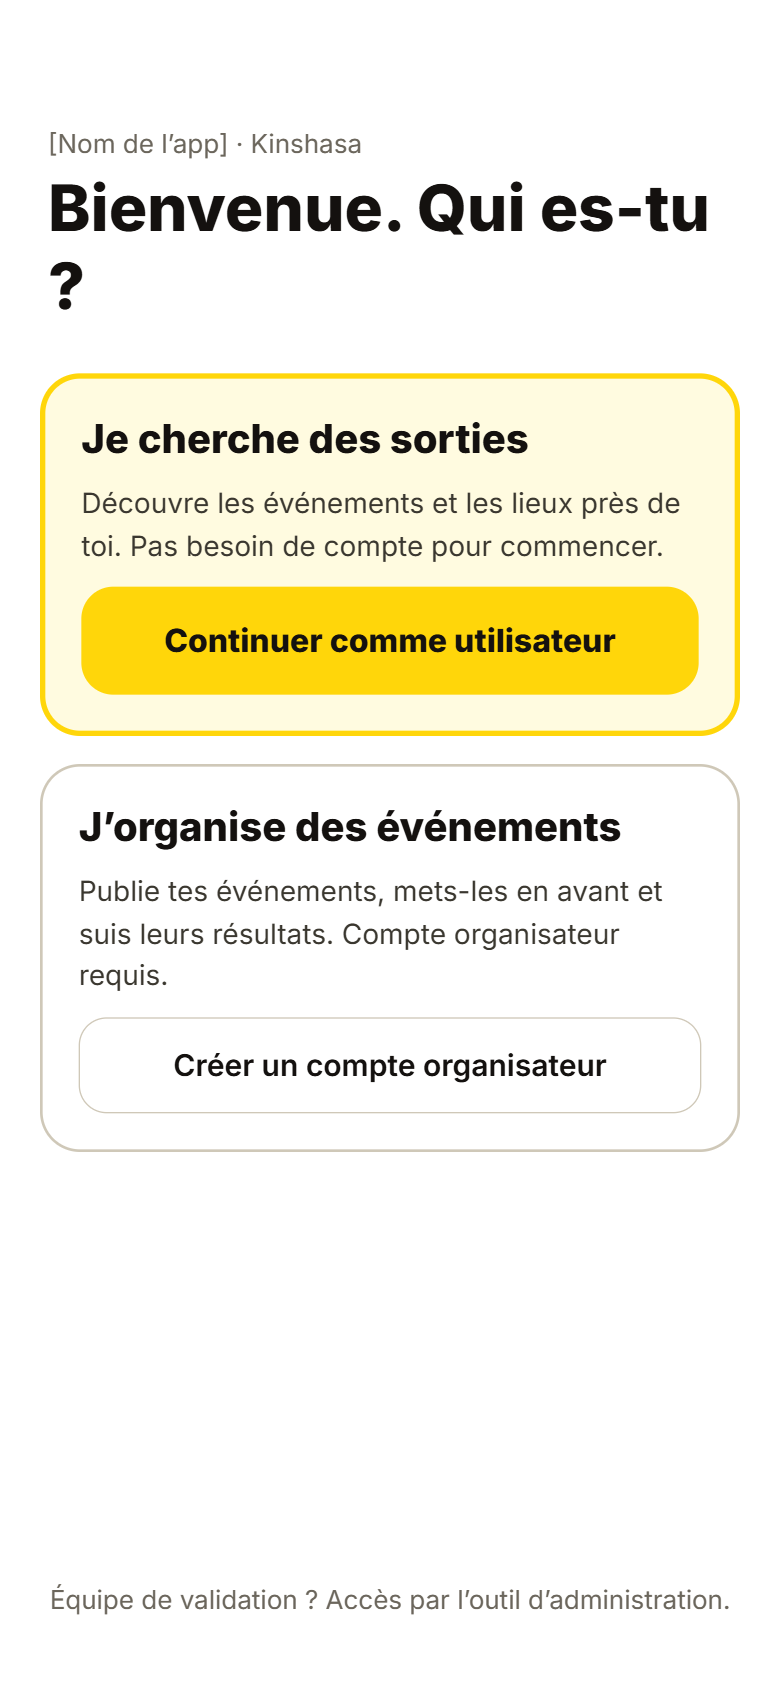 [Nom de l’app] · Kinshasa
Bienvenue. Qui es-tu
?
Je cherche des sorties
Découvre les événements et les lieux près de
toi. Pas besoin de compte pour commencer.
Continuer comme utilisateur
J’organise des événements
Publie tes événements, mets-les en avant et
suis leurs résultats. Compte organisateur
requis.
Créer un compte organisateur
Équipe de validation ? Accès par l’outil d’administration.